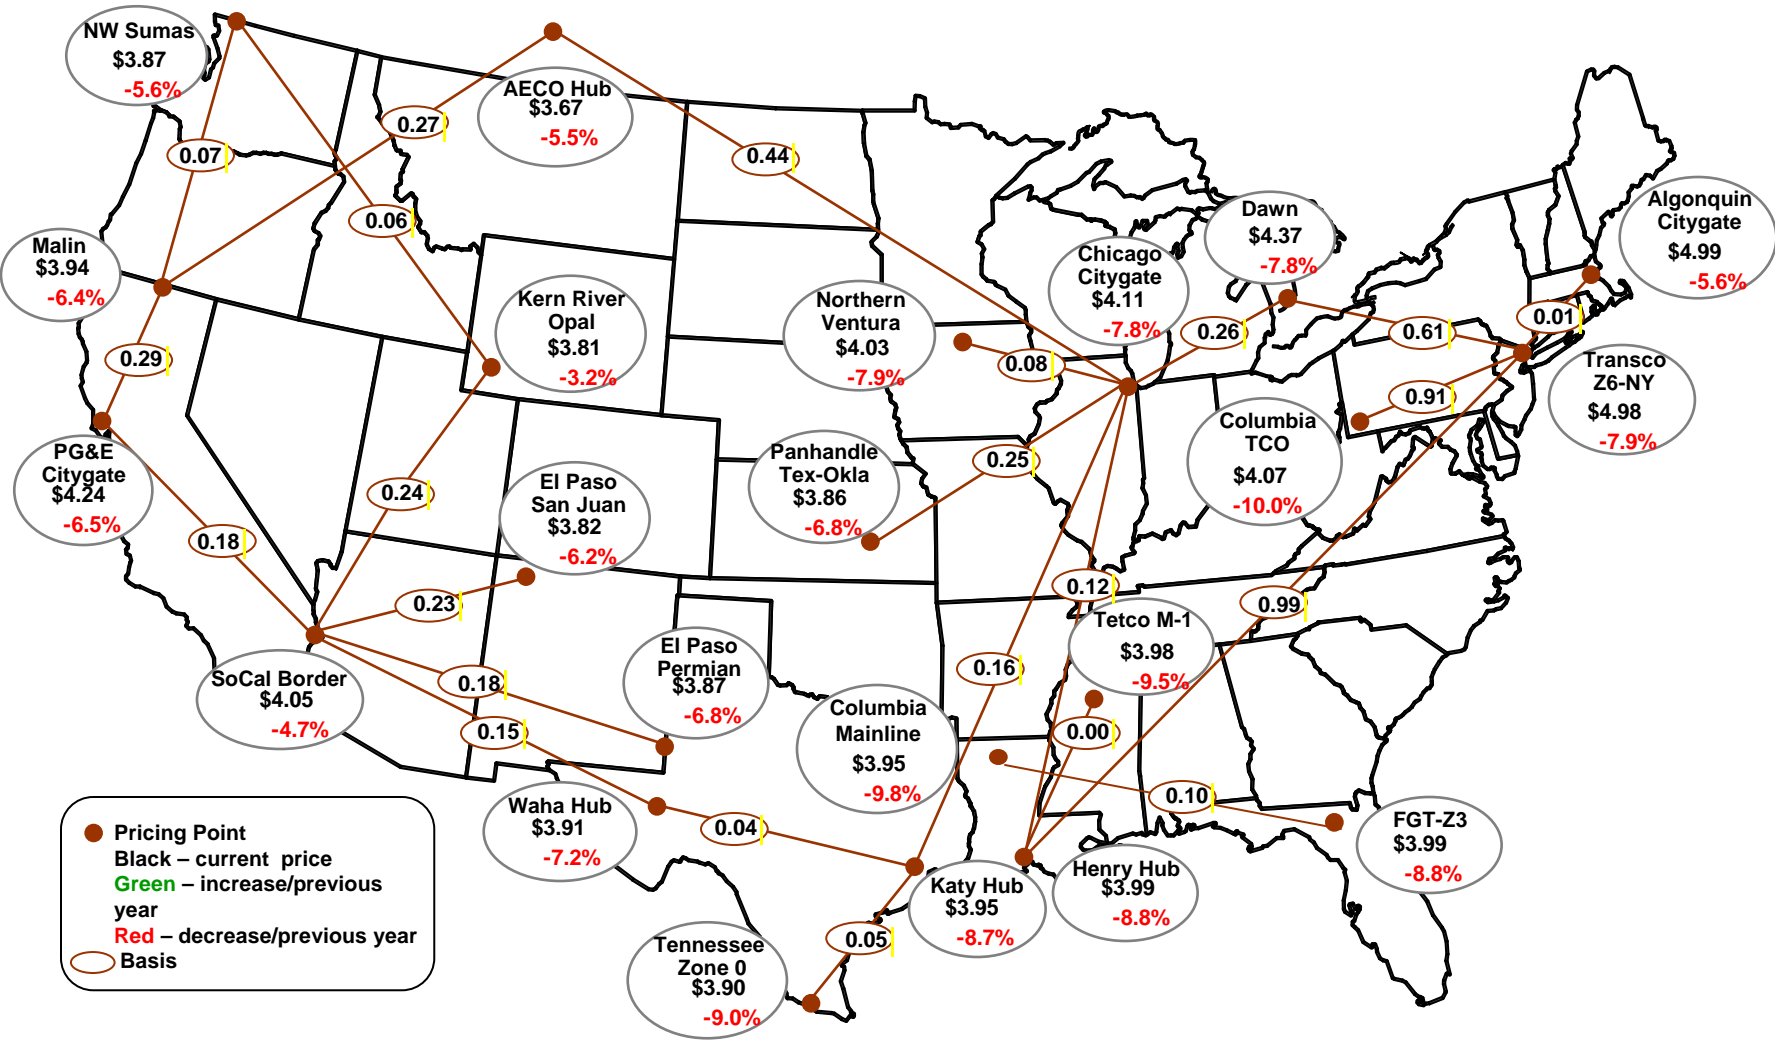 NW Sumas
$3.87
-5.6%
AECO Hub
$3.67
-5.5%
0.27
0.44
0.07
0.06
Malin
$3.94
-6.4%
Kern River
Opal
$3.81
-3.2%
Northern
Ventura
$4.03
-7.9%
Chicago
Citygate
$4.11
-7.8%
Dawn
$4.37
-7.8%
Algonquin
Citygate
$4.99
-5.6%
0.29
0.08
0.26
0.61
0.01
0.91
Transco
Z6-NY
$4.98
-7.9%
PG&E
Citygate
$4.24
-6.5%
0.24
El Paso
San Juan
$3.82
-6.2%
Panhandle
Tex-Okla
$3.86
-6.8%
0.25
Columbia
TCO
$4.07
-10.0%
0.18
0.23
0.12
0.99
SoCal Border
$4.05
-4.7%
0.18
0.15
El Paso
Permian
$3.87
-6.8%
0.16
Tetco M-1
$3.98
-9.5%
Columbia
Mainline
$3.95
-9.8%
0.00
0.10
Waha Hub
$3.91
-7.2%
0.04
Katy Hub
$3.95
-8.7%
Henry Hub
$3.99
-8.8%
FGT-Z3
$3.99
-8.8%
0.05
Tennessee
Zone 0
$3.90
-9.0%
Pricing Point
Black – current price
Green – increase/previous
year
Red – decrease/previous year
Basis